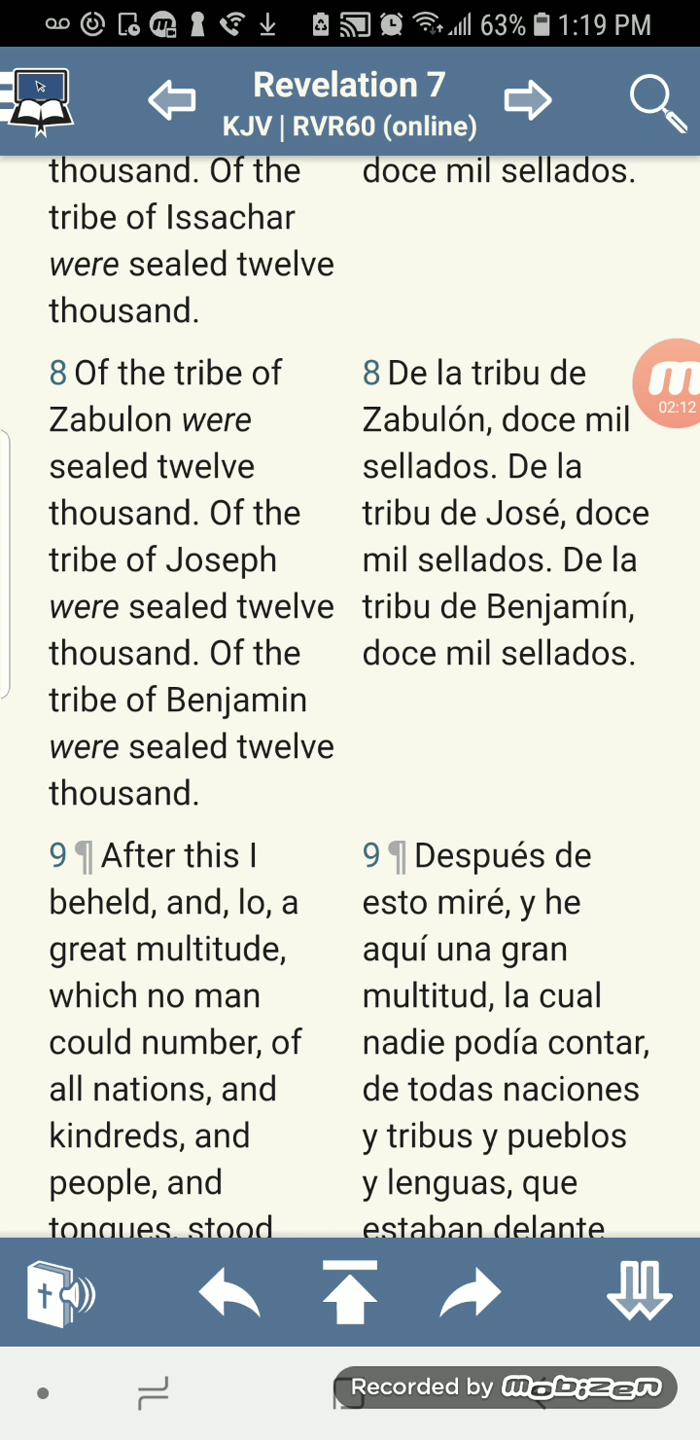 63% 1:19 PM
Revelation 7
KJV | RVR60 (online)
thousand. Of the
tribe of Issachar
were sealed twelve
thousand.
8 Of the tribe of
Zabulon were
sealed twelve
thousand. Of the
tribe of Joseph
were sealed twelve
thousand. Of the
tribe of Benjamin
were sealed twelve
thousand.
9 ¶ After this I
beheld, and, lo, a
great multitude,
which no man
could number, of
all nations, and
kindreds, and
people, and
tongues, stood
doce mil sellados.
8 De la tribu de
Zabulón, doce mil
sellados. De la
tribu de José, doce
mil sellados. De la
tribu de Benjamín,
doce mil sellados.
9 ¶ Después de
esto miré, y he
aquí una gran
multitud, la cual
nadie podía contar,
de todas naciones
y tribus y pueblos
y lenguas, que
estaban delante
m
02:12
Recorded by mobizen